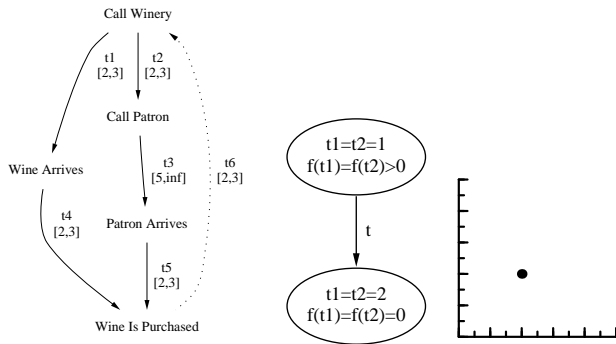 Call Winery
t1
[2,3]
t2
[2,3]
Call Patron
Wine Arrives
t3
[5,inf]
t6
[2,3]
t4
[2,3]
Patron Arrives
t5
[2,3]
Wine Is Purchased
t1=t2=1
f(t1)=f(t2)>0
t
t1=t2=2
f(t1)=f(t2)=0